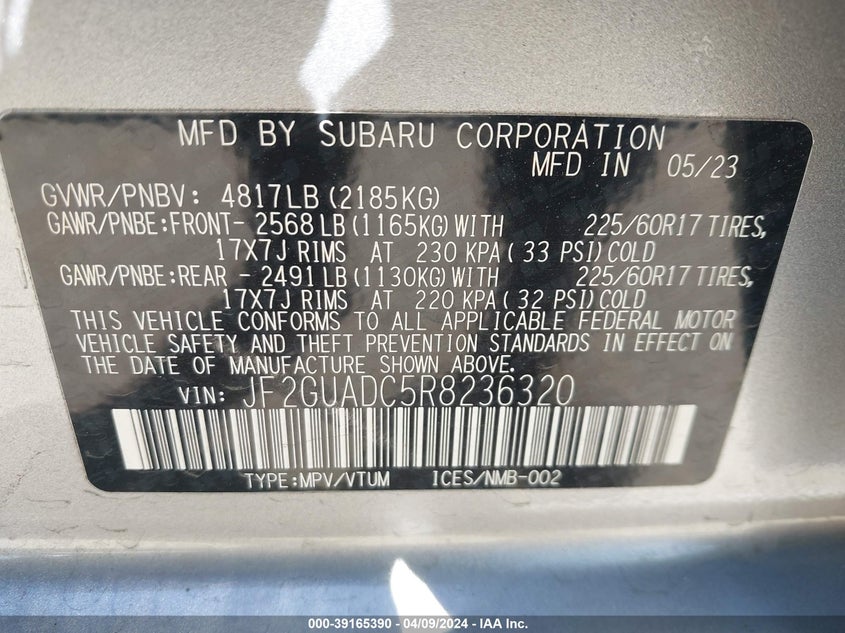 MFD BY SUBARU CORPORATION
MFD IN 05/23
GVWR/PNBV: 4817LB(2185KG)
GAWR/PNBE:FRONT- 2568LB(1165KG)WITH 225/60R17 TIRES,
17X7J RIMS AT 230 KPA( 33 PSI)COLD
GAWR/PNBE:REAR - 2491LB(1130KG)WITH 225/60R17 TIRES,
17X7J RIMS AT 220 KPA( 32 PSI)COLD
THIS VEHICLE CONFORMS TO ALL APPLICABLE FEDERAL MOTOR
VEHICLE SAFETY AND THEFT PREVENTION STANDARDS IN EFFECT ON
THE DATE OF MANUFACTURE SHOWN ABOVE.
VIN: JF2GUADC5R8236320
TYPE:MPV/VTUM ICES/NMB-002
000-39165390 - 04/09/2024 - IAA Inc.